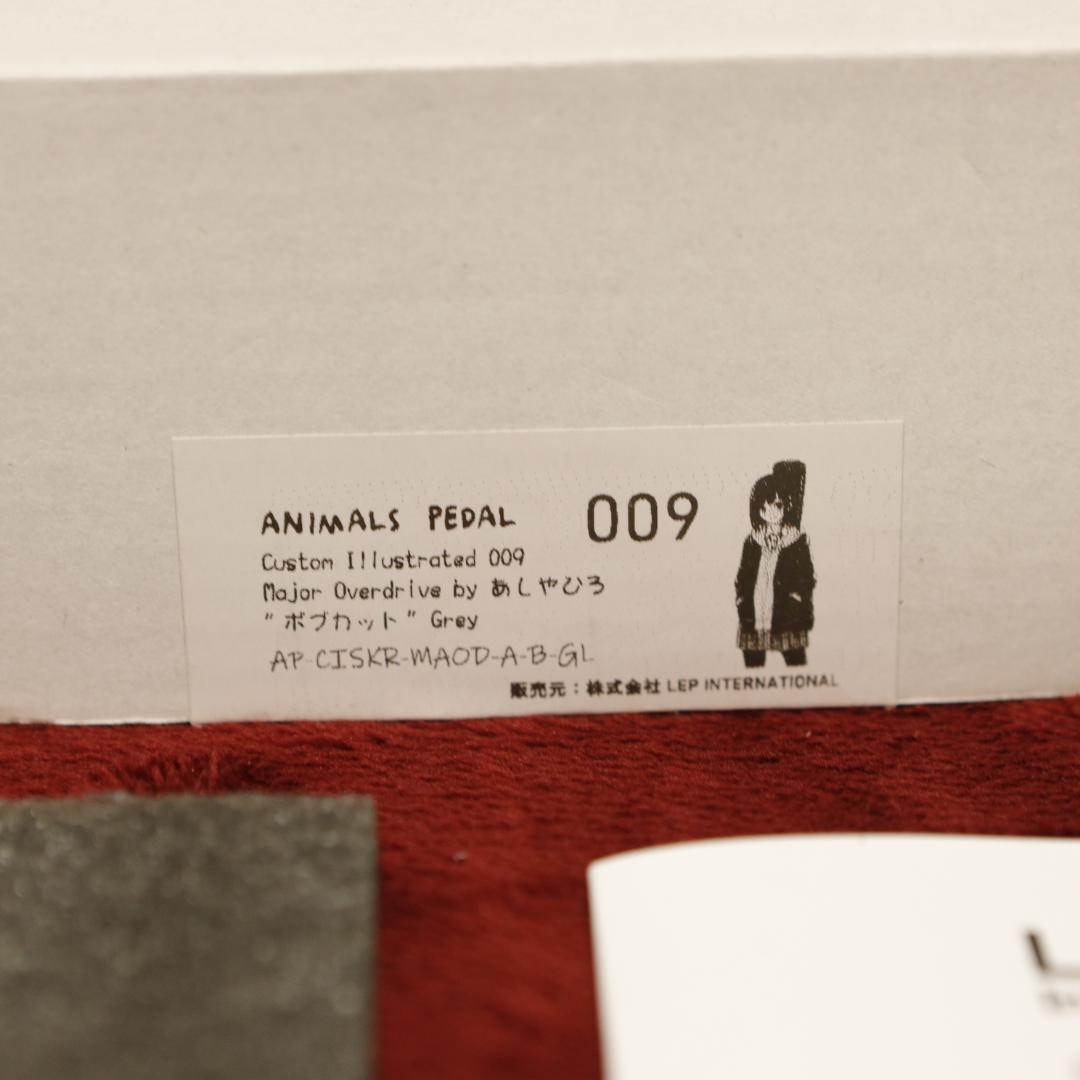 ANIMALS PEDAL 009
Custom Illustrated 009
Major Overdrive by あしやひろ
"ボブカット" Grey
AP-CISKR-MAOD-A-B-GL
販売元：株式会社 LEP INTERNATIONAL